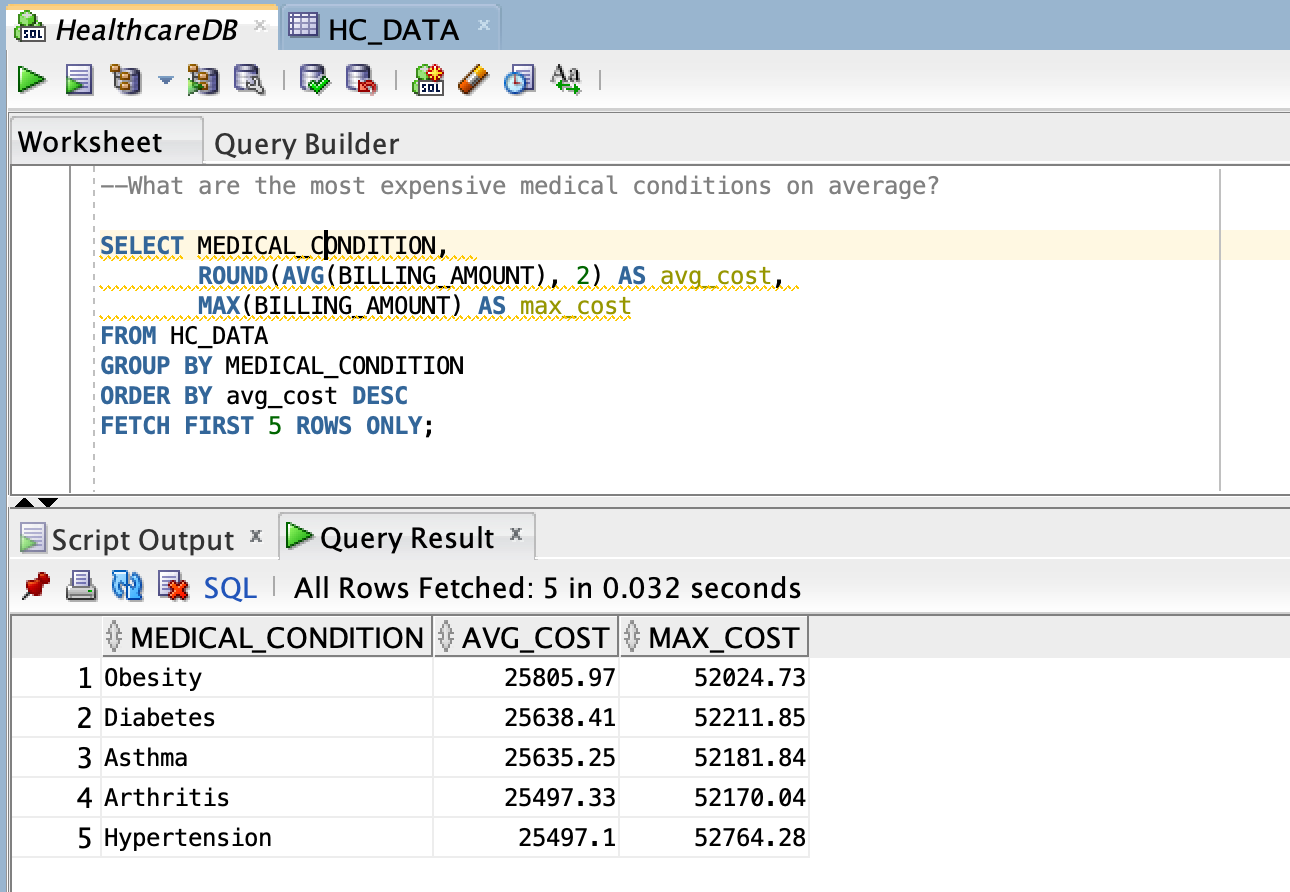 HealthcareDB HC_DATA
Worksheet Query Builder
--What are the most expensive medical conditions on average?
SELECT MEDICAL_CONDITION,
ROUND(AVG(BILLING_AMOUNT), 2) AS avg_cost,
MAX(BILLING_AMOUNT) AS max_cost
FROM HC_DATA
GROUP BY MEDICAL_CONDITION
ORDER BY avg_cost DESC
FETCH FIRST 5 ROWS ONLY;
Script Output Query Result
SQL All Rows Fetched: 5 in 0.032 seconds
MEDICAL_CONDITION AVG_COST MAX_COST
1 Obesity 25805.97 52024.73
2 Diabetes 25638.41 52211.85
3 Asthma 25635.25 52181.84
4 Arthritis 25497.33 52170.04
5 Hypertension 25497.1 52764.28